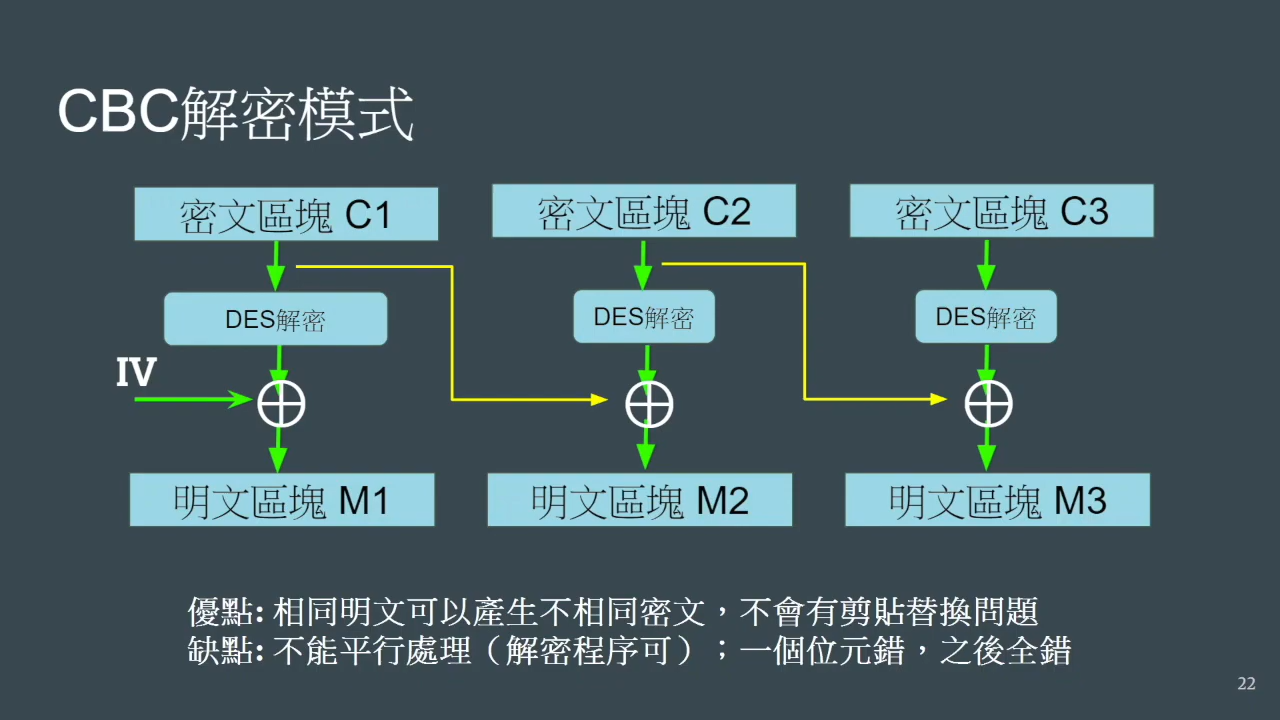 CBC解密模式
密文區塊 C1
密文區塊 C2
密文區塊 C3
DES解密
DES解密
DES解密
IV
明文區塊 M1
明文區塊 M2
明文區塊 M3
優點: 相同明文可以產生不相同密文，不會有剪貼替換問題
缺點: 不能平行處理（解密程序可）；一個位元錯，之後全錯
22